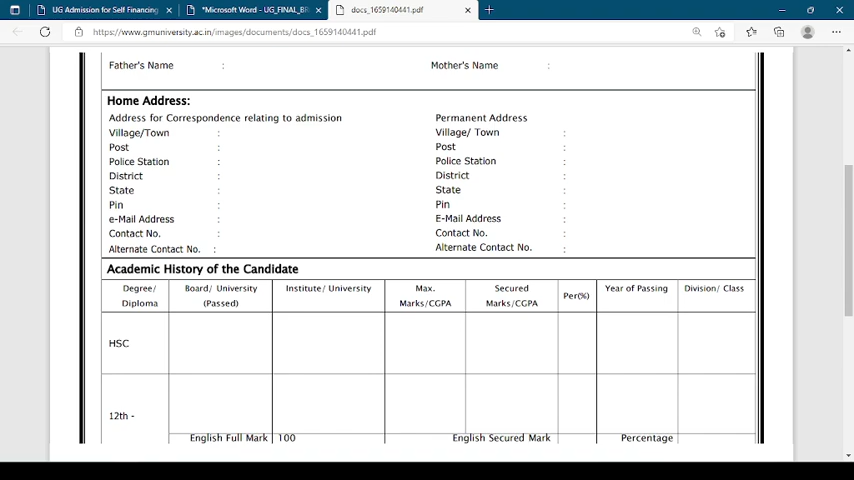 UG Admission for Self Financing
*Microsoft Word - UG_FINAL_BR
docs_1659140441.pdf
https://www.gmuniversity.ac.in/images/documents/docs_1659140441.pdf
Father's Name :
Mother's Name :
Home Address:
Address for Correspondence relating to admission
Permanent Address
Village/Town :
Village/ Town :
Post :
Post :
Police Station :
Police Station :
District :
District :
State :
State :
Pin :
Pin :
e-Mail Address :
E-Mail Address :
Contact No. :
Contact No. :
Alternate Contact No. :
Alternate Contact No. :
Academic History of the Candidate
Degree/ Diploma
Board/ University (Passed)
Institute/ University
Max. Marks/CGPA
Secured Marks/CGPA
Per(%)
Year of Passing
Division/ Class
HSC
12th -
English Full Mark 100
English Secured Mark
Percentage